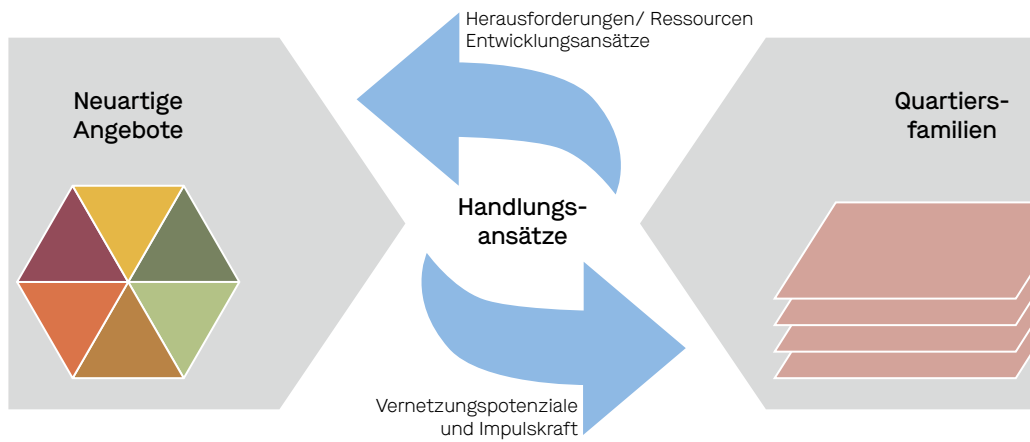 Herausforderungen/ Ressourcen
Entwicklungsansätze
Neuartige
Angebote
Quartiers-
familien
Handlungs-
ansätze
Vernetzungspotenziale
und Impulskraft